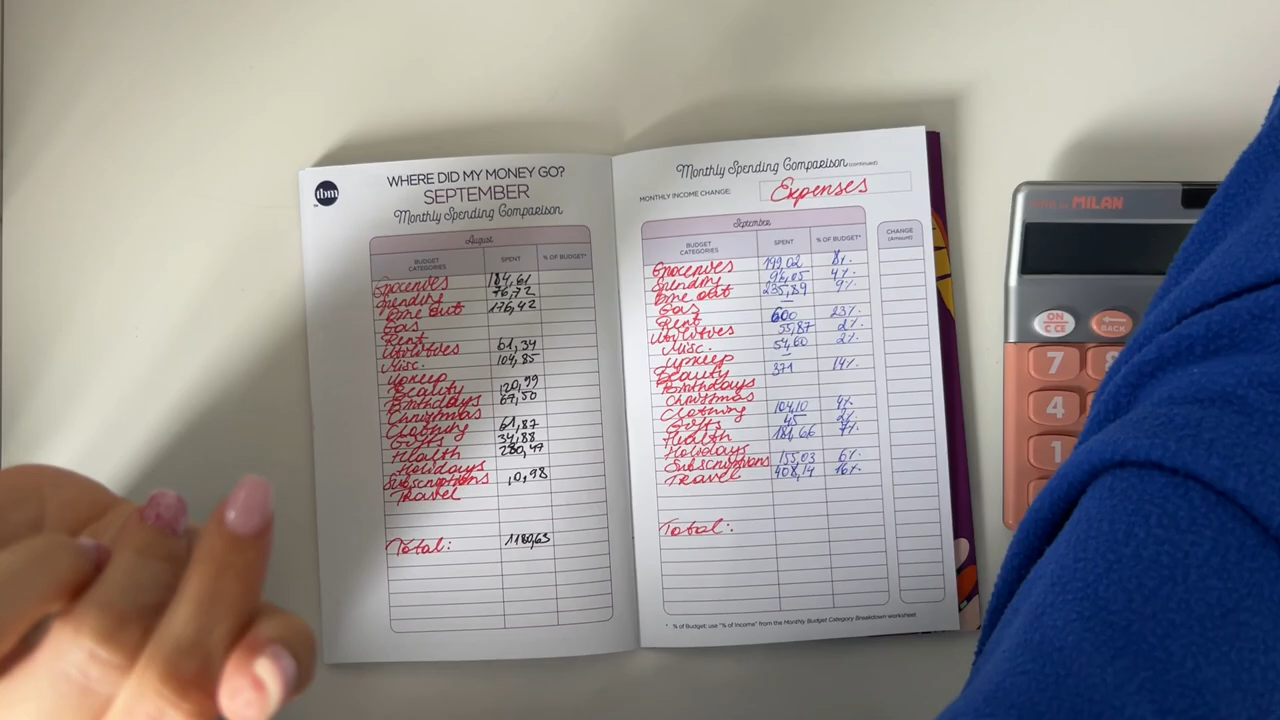 tbm
WHERE DID MY MONEY GO?
SEPTEMBER
Monthly Spending Comparison
August
BUDGET CATEGORIES SPENT % OF BUDGET*
Groceries 184,61
Spending 76,72
Dine out 176,42
Gas
Rent
Utilities 61,34
Misc. 104,85
Upkeep
Beauty 120,99
Birthdays 67,50
Christmas
Clothing 61,87
Gifts 34,88
Health 280,47
Holidays
Subscriptions 10,98
Travel
Total: 1180,63
Monthly Spending Comparison (continued)
MONTHLY INCOME CHANGE: Expenses
September
BUDGET CATEGORIES SPENT % OF BUDGET*
CHANGE (Amount)
Groceries 199,02 8%
Spending 94,05 4%
Dine out 235,89 9%
Gas —
Rent 600 23%
Utilities 55,87 2%
Misc. 54,60 2%
Upkeep —
Beauty 371 14%
Birthdays
Christmas
Clothing 104,10 4%
Gifts 45 2%
Health 181,66 7%
Holidays
Subscriptions 155,03 6%
Travel 408,14 16%
Total:
* % of Budget: use "% of Income" from the Monthly Budget Category Breakdown worksheet
MILAN
ON
C CE
BACK
7 8
4
1